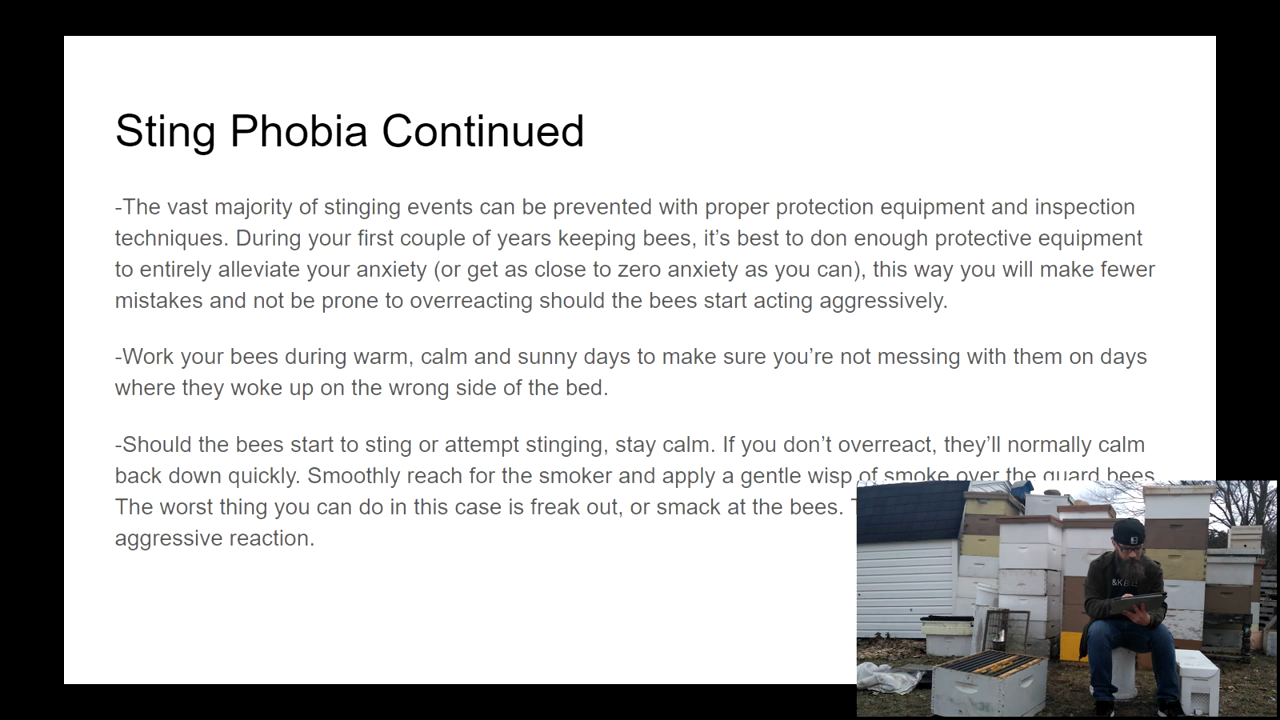 Sting Phobia Continued
-The vast majority of stinging events can be prevented with proper protection equipment and inspection
techniques. During your first couple of years keeping bees, it’s best to don enough protective equipment
to entirely alleviate your anxiety (or get as close to zero anxiety as you can), this way you will make fewer
mistakes and not be prone to overreacting should the bees start acting aggressively.
-Work your bees during warm, calm and sunny days to make sure you’re not messing with them on days
where they woke up on the wrong side of the bed.
-Should the bees start to sting or attempt stinging, stay calm. If you don’t overreact, they’ll normally calm
back down quickly. Smoothly reach for the smoker and apply a gentle wisp of smoke over the guard bees
The worst thing you can do in this case is freak out, or smack at the bees.
aggressive reaction.